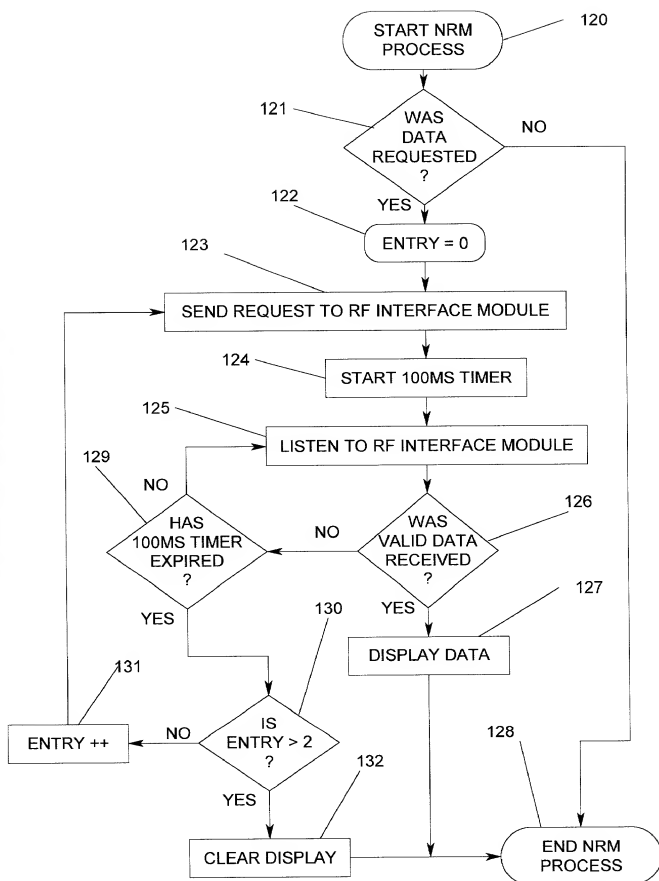 START NRM
PROCESS
120
121
WAS
DATA
REQUESTED
?
NO
YES
122
ENTRY = 0
123
SEND REQUEST TO RF INTERFACE MODULE
124
START 100MS TIMER
125
LISTEN TO RF INTERFACE MODULE
129
NO
HAS
100MS TIMER
EXPIRED
?
NO
WAS
VALID DATA
RECEIVED
?
126
YES
YES
127
DISPLAY DATA
130
131
ENTRY ++
NO
IS
ENTRY > 2
?
132
128
YES
CLEAR DISPLAY
END NRM
PROCESS